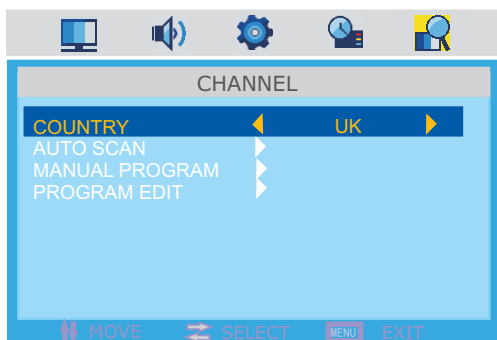 CHANNEL
COUNTRY UK
AUTO SCAN
MANUAL PROGRAM
PROGRAM EDIT
MOVE SELECT MENU EXIT